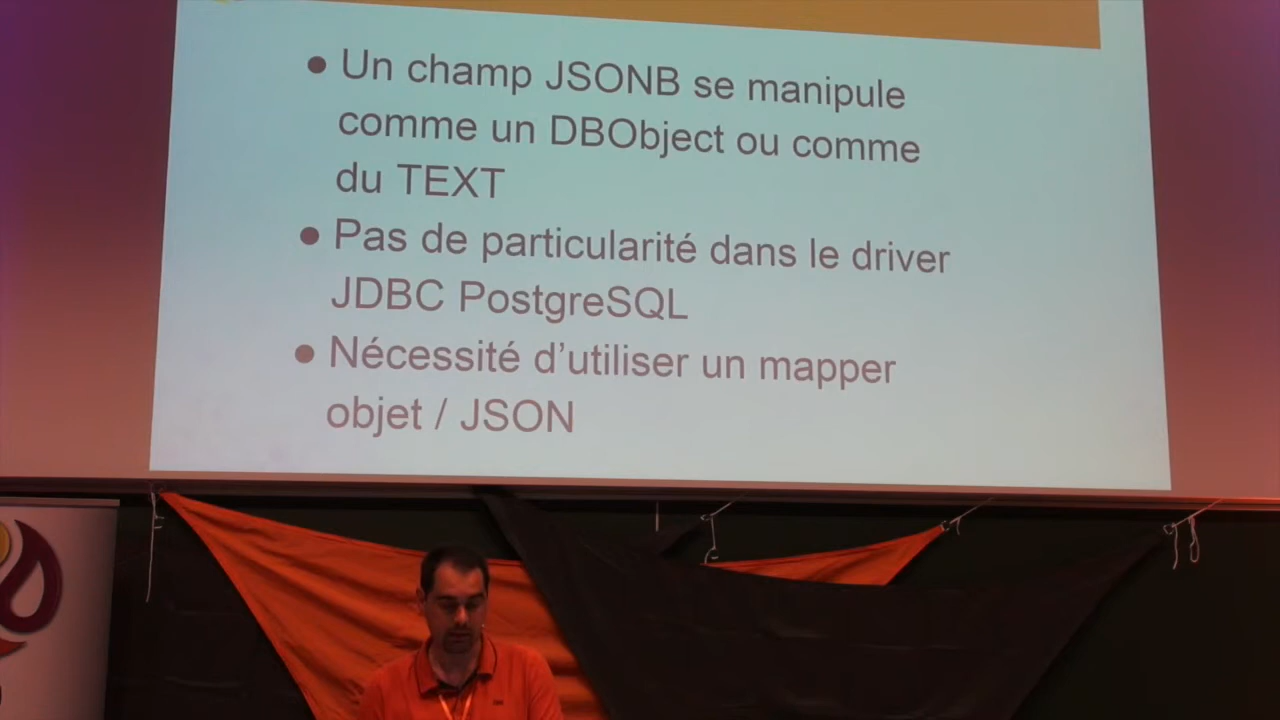 • Un champ JSONB se manipule
comme un DBObject ou comme
du TEXT
• Pas de particularité dans le driver
JDBC PostgreSQL
• Nécessité d’utiliser un mapper
objet / JSON